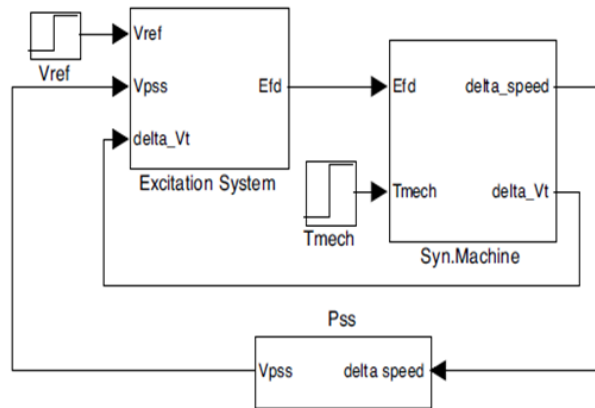 Vref
Vref
Vpss
Efd
delta_Vt
Excitation System
Efd
delta_speed
Tmech
delta_Vt
Tmech
Syn.Machine
Pss
Vpss
delta speed